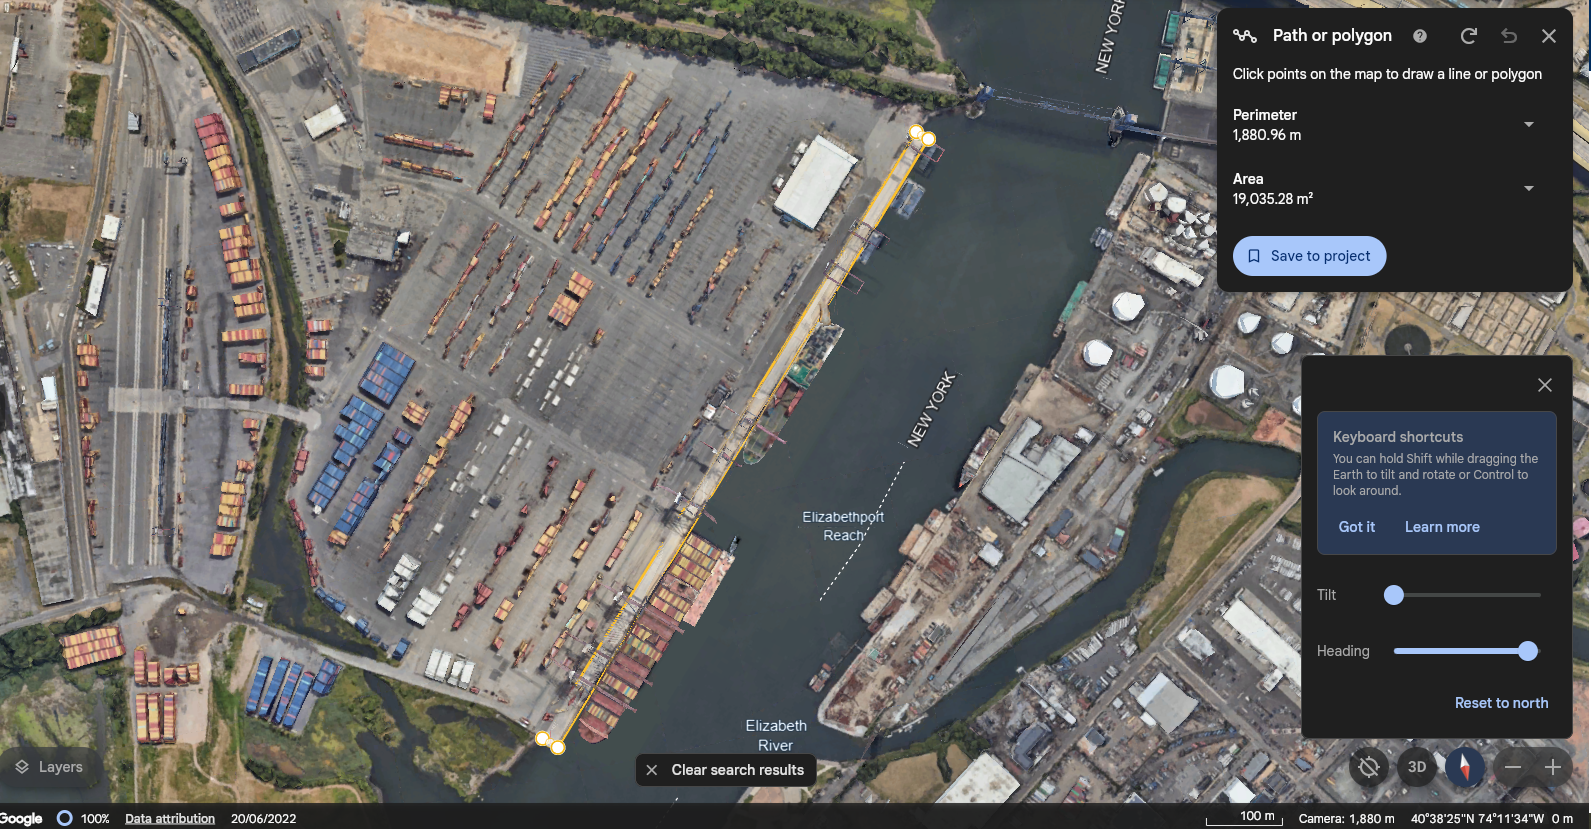 NEW YORK
Path or polygon
Click points on the map to draw a line or polygon
Perimeter
1,880.96 m
Area
19,035.28 m²
Save to project
NEW YORK
Keyboard shortcuts
You can hold Shift while dragging the
Earth to tilt and rotate or Control to
look around.
Got it Learn more
Elizabethport
Reach
Tilt
Heading
Reset to north
Elizabeth
River
Layers
Clear search results
3D
Google 100% Data attribution 20/06/2022 100 m Camera: 1,880 m 40°38'25"N 74°11'34"W 0 m